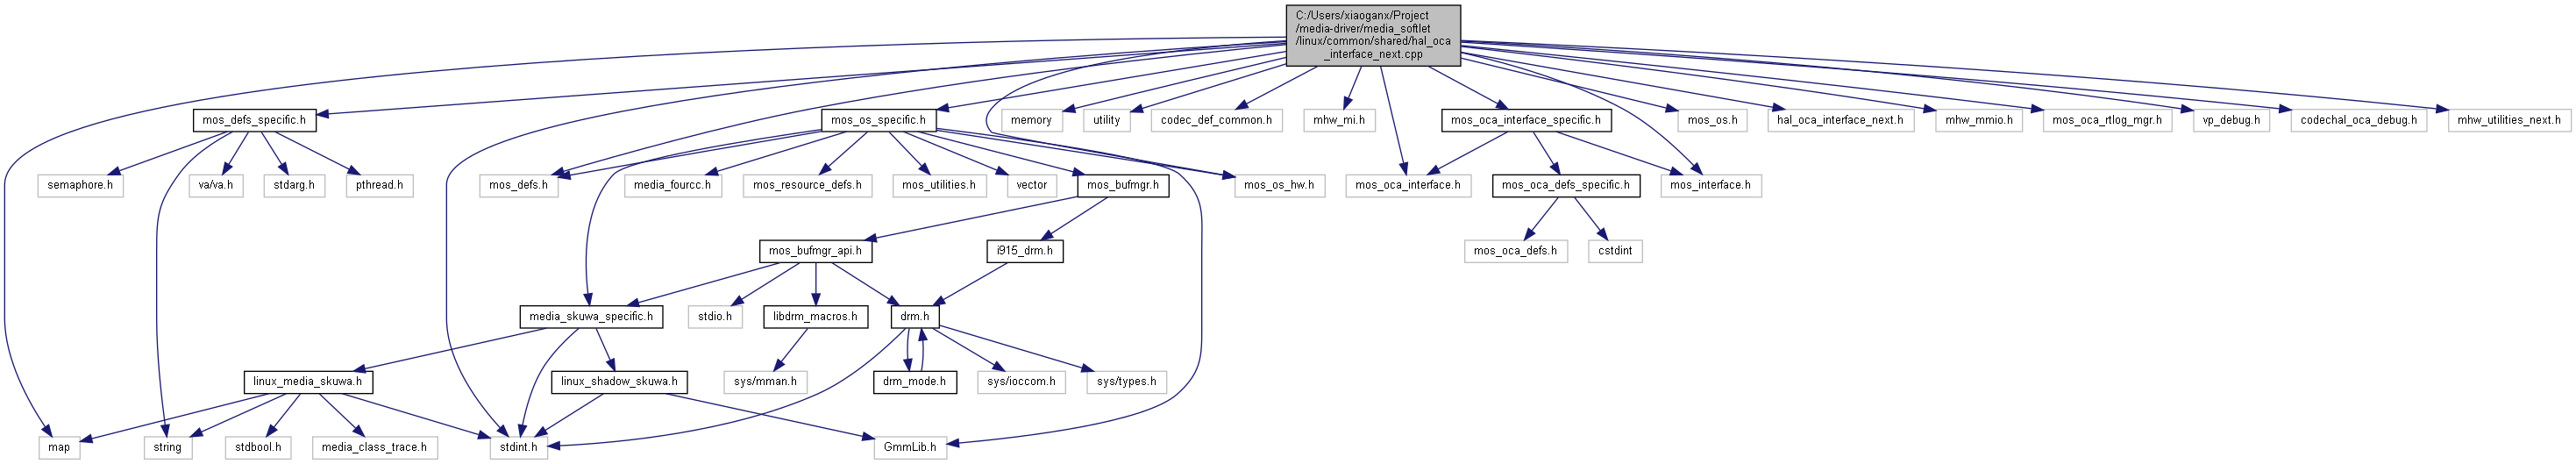 C:/Users/xiaoganx/Project
/media-driver/media_softlet
/linux/common/shared/hal_oca
_interface_next.cpp
mos_defs_specific.h
mos_os_specific.h
memory
utility
codec_def_common.h
mhw_mi.h
mos_oca_interface_specific.h
mos_os.h
hal_oca_interface_next.h
mhw_mmio.h
mos_oca_rtlog_mgr.h
vp_debug.h
codechal_oca_debug.h
mhw_utilities_next.h
semaphore.h
va/va.h
stdarg.h
pthread.h
mos_defs.h
media_fourcc.h
mos_resource_defs.h
mos_utilities.h
vector
mos_bufmgr.h
mos_os_hw.h
mos_oca_interface.h
mos_oca_defs_specific.h
mos_interface.h
mos_bufmgr_api.h
i915_drm.h
mos_oca_defs.h
cstdint
media_skuwa_specific.h
stdio.h
libdrm_macros.h
drm.h
linux_media_skuwa.h
linux_shadow_skuwa.h
sys/mman.h
drm_mode.h
sys/ioccom.h
sys/types.h
map
string
stdbool.h
media_class_trace.h
stdint.h
GmmLib.h